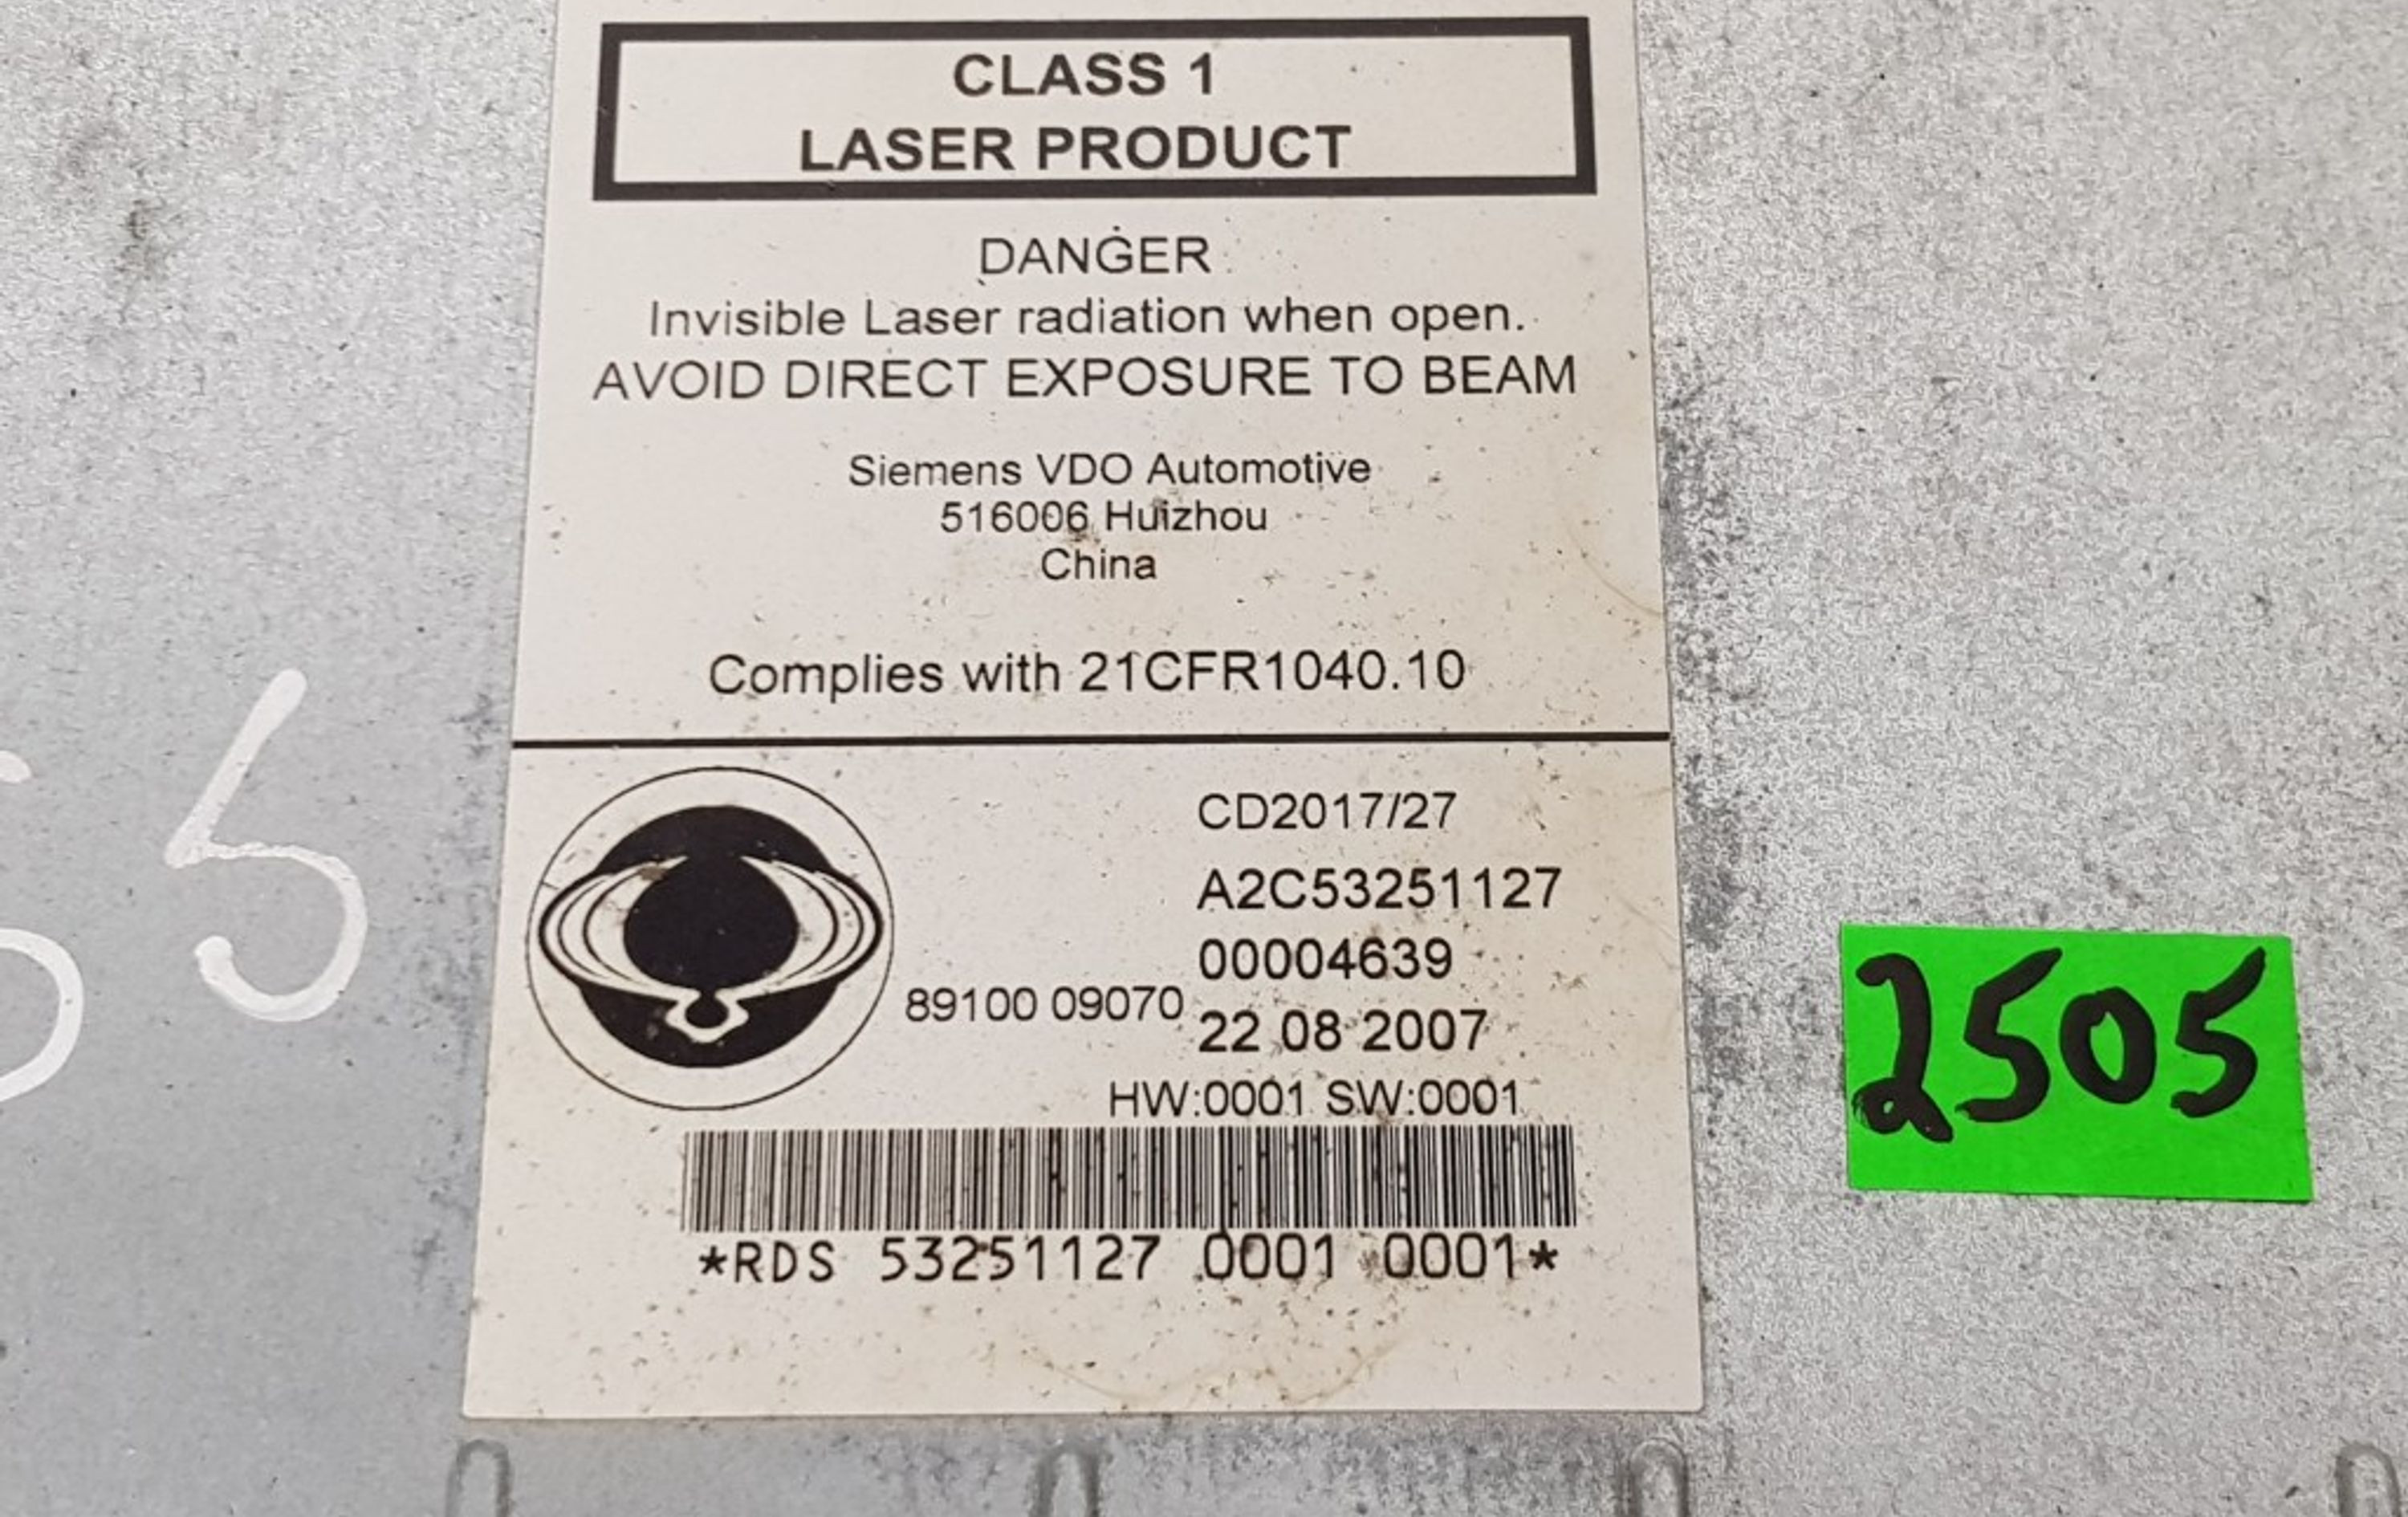 CLASS 1
LASER PRODUCT
DANGER
Invisible Laser radiation when open.
AVOID DIRECT EXPOSURE TO BEAM
Siemens VDO Automotive
516006 Huizhou
China
Complies with 21CFR1040.10
CD2017/27
A2C53251127
00004639
89100 09070
22 08 2007
HW:0001 SW:0001
*RDS 53251127 0001 0001*
2505